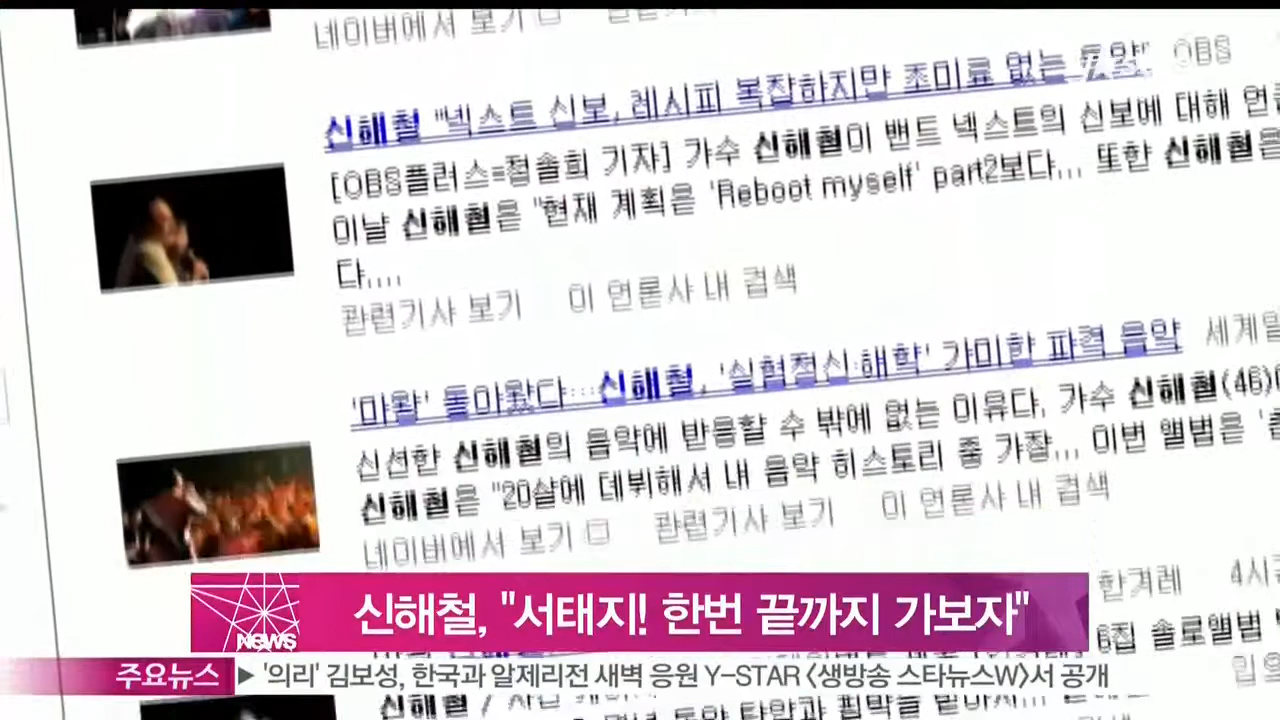 네이버에서 보기
신해철 "넥스트 신보, 레시피 복잡하지만 조미료 없는 음악" OBS
[OBS플러스=정솔희 기자] 가수 신해철이 밴드 넥스트의 신보에 대해 언론
이날 신해철은 "현재 계획은 'Reboot myself' part2보다... 또한 신해철은
다....
관련기사 보기 이 언론사 내 검색
'마왕' 돌아왔다…신해철, '실험정신·해학' 가미한 파격 음악 세계일
신선한 신해철의 음악에 반응할 수 밖에 없는 이유다. 가수 신해철(46)
신해철은 "20살에 데뷔해서 내 음악 히스토리 중 가장... 이번 앨범은
네이버에서 보기 관련기사 보기 이 언론사 내 검색
한겨레 4시간
NEWS
신해철, "서태지! 한번 끝까지 가보자"
6집 솔로앨범
주요뉴스 ▶ '의리' 김보성, 한국과 알제리전 새벽 응원 Y-STAR <생방송 스타뉴스W>서 공개
신해철